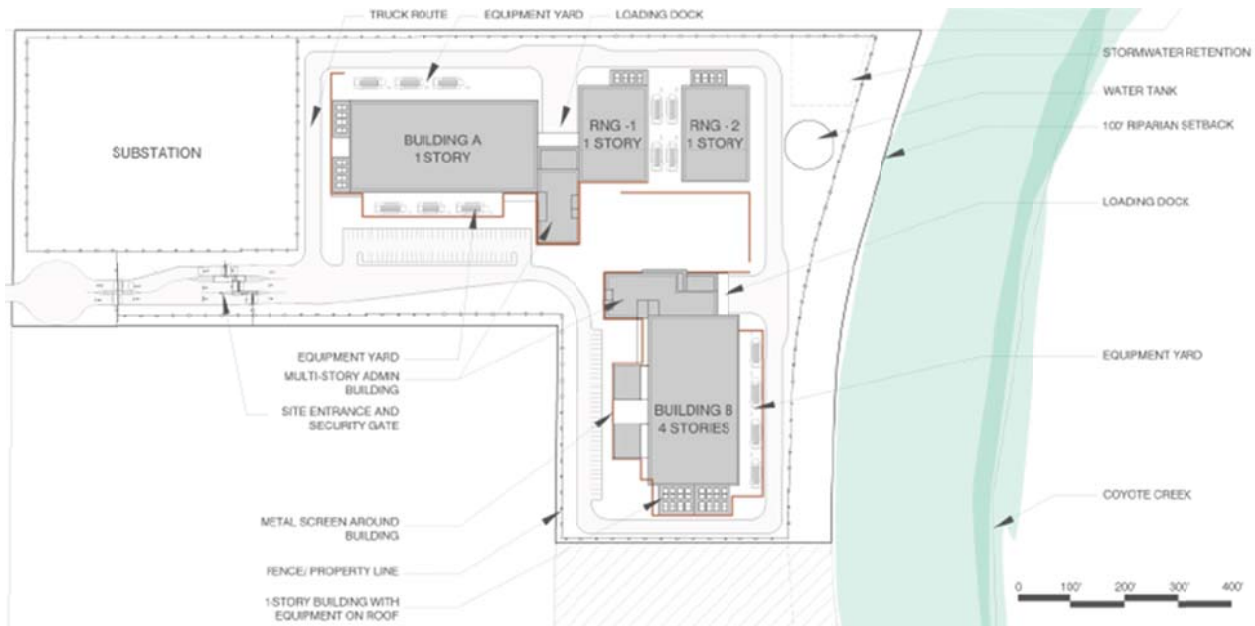 TRUCK ROUTE
EQUIPMENT YARD
LOADING DOCK
STORMWATER RETENTION
WATER TANK
100' RIPARIAN SETBACK
SUBSTATION
BUILDING A
1 STORY
RNG -1
1 STORY
RNG - 2
1 STORY
LOADING DOCK
EQUIPMENT YARD
MULTI-STORY ADMIN
BUILDING
SITE ENTRANCE AND
SECURITY GATE
BUILDING B
4 STORIES
EQUIPMENT YARD
METAL SCREEN AROUND
BUILDING
FENCE/ PROPERTY LINE
1-STORY BUILDING WITH
EQUIPMENT ON ROOF
COYOTE CREEK
0 100' 200' 300' 400'